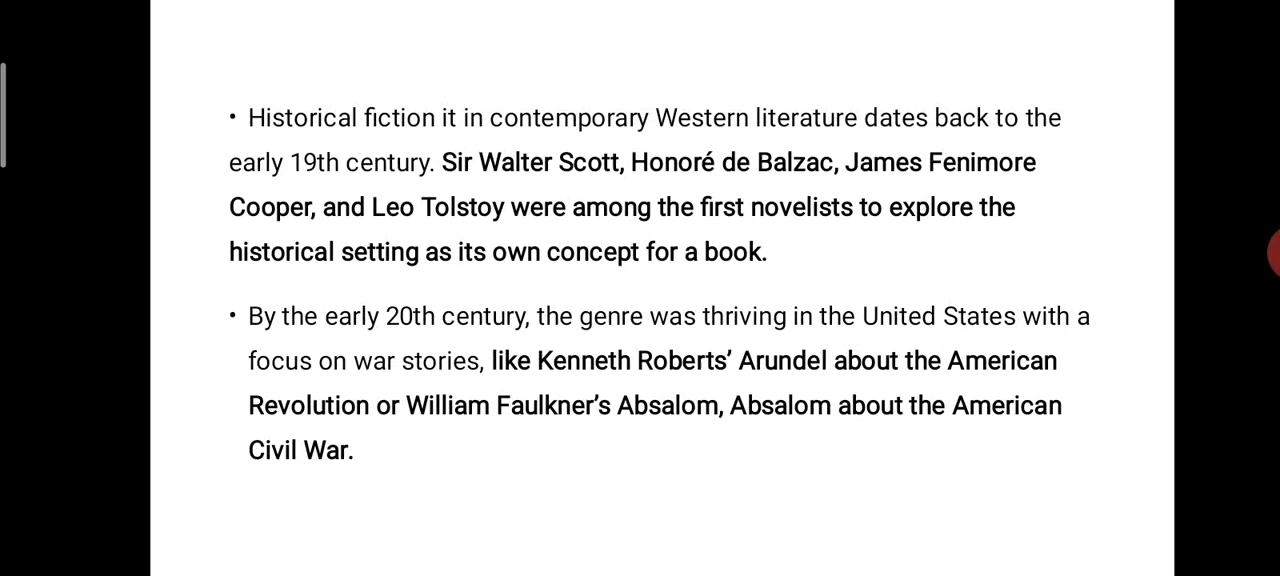 • Historical fiction it in contemporary Western literature dates back to the
early 19th century. Sir Walter Scott, Honoré de Balzac, James Fenimore
Cooper, and Leo Tolstoy were among the first novelists to explore the
historical setting as its own concept for a book.
• By the early 20th century, the genre was thriving in the United States with a
focus on war stories, like Kenneth Roberts’ Arundel about the American
Revolution or William Faulkner’s Absalom, Absalom about the American
Civil War.